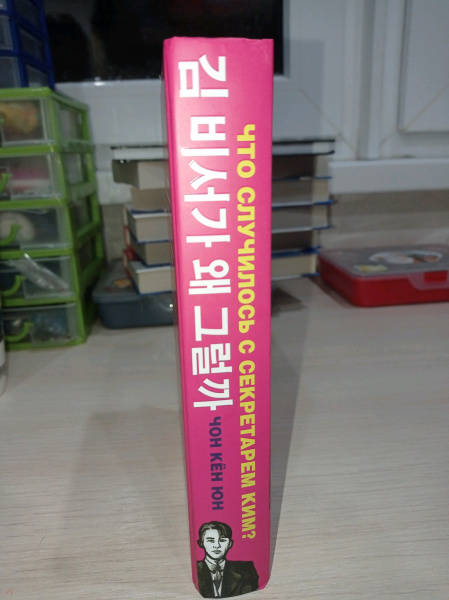 ЧТО СЛУЧИЛОСЬ С СЕКРЕТАРЕМ КИМ?
김 비서가 왜 그럴까
ЧОН КЁН ЮН